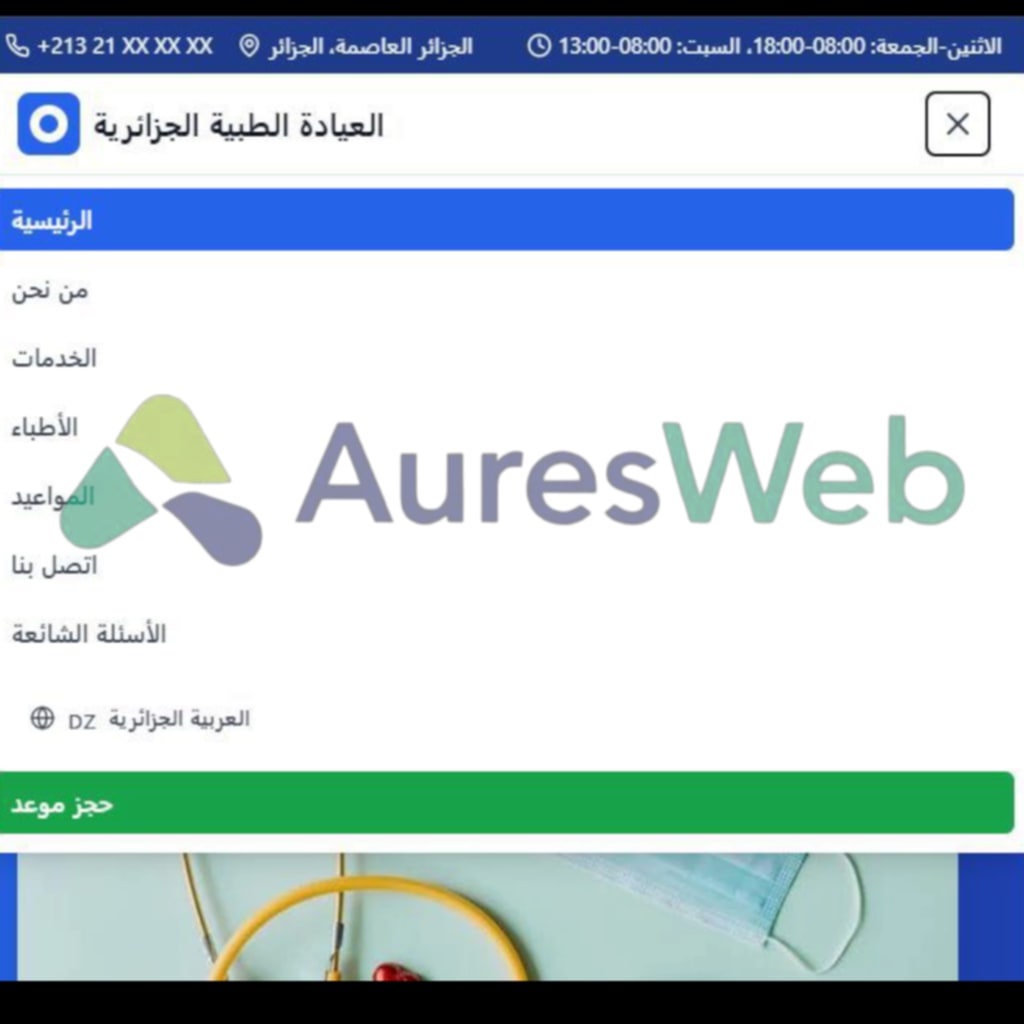 +213 21 XX XX XX الجزائر العاصمة، الجزائر الاثنين-الجمعة: 08:00-18:00، السبت: 08:00-13:00
العيادة الطبية الجزائرية
الرئيسية
من نحن
الخدمات
الأطباء
AuresWeb
المواعيد
اتصل بنا
الأسئلة الشائعة
DZ العربية الجزائرية
حجز موعد